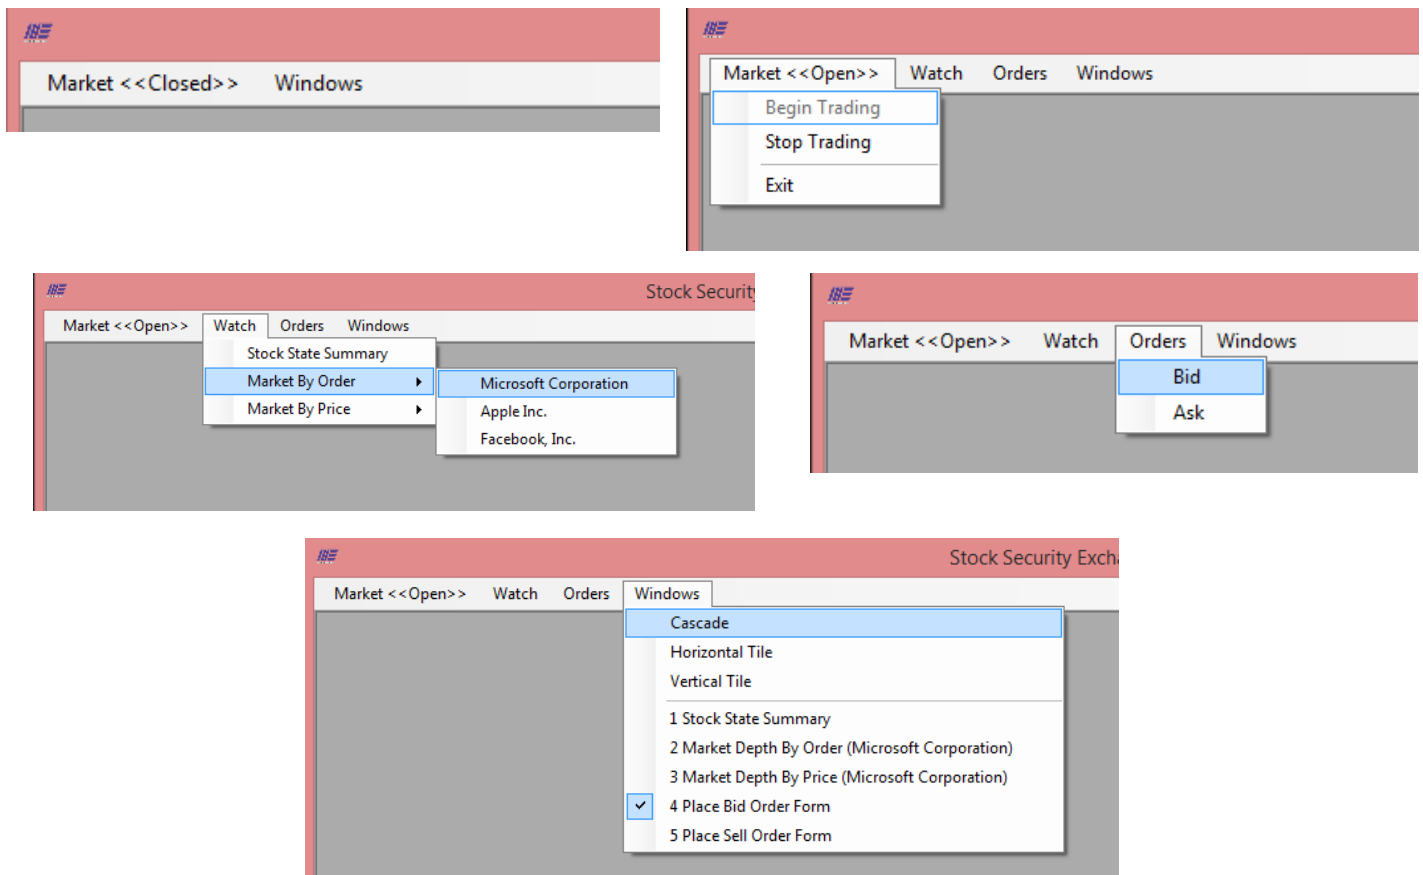 Market <<Closed>> Windows
Market <<Open>> Watch Orders Windows
Begin Trading
Stop Trading
Exit
Stock Securit
Market <<Open>> Watch Orders Windows
Stock State Summary
Market By Order
Market By Price
Microsoft Corporation
Apple Inc.
Facebook, Inc.
Market <<Open>> Watch Orders Windows
Bid
Ask
Stock Security Exch
Market <<Open>> Watch Orders Windows
Cascade
Horizontal Tile
Vertical Tile
1 Stock State Summary
2 Market Depth By Order (Microsoft Corporation)
3 Market Depth By Price (Microsoft Corporation)
4 Place Bid Order Form
5 Place Sell Order Form